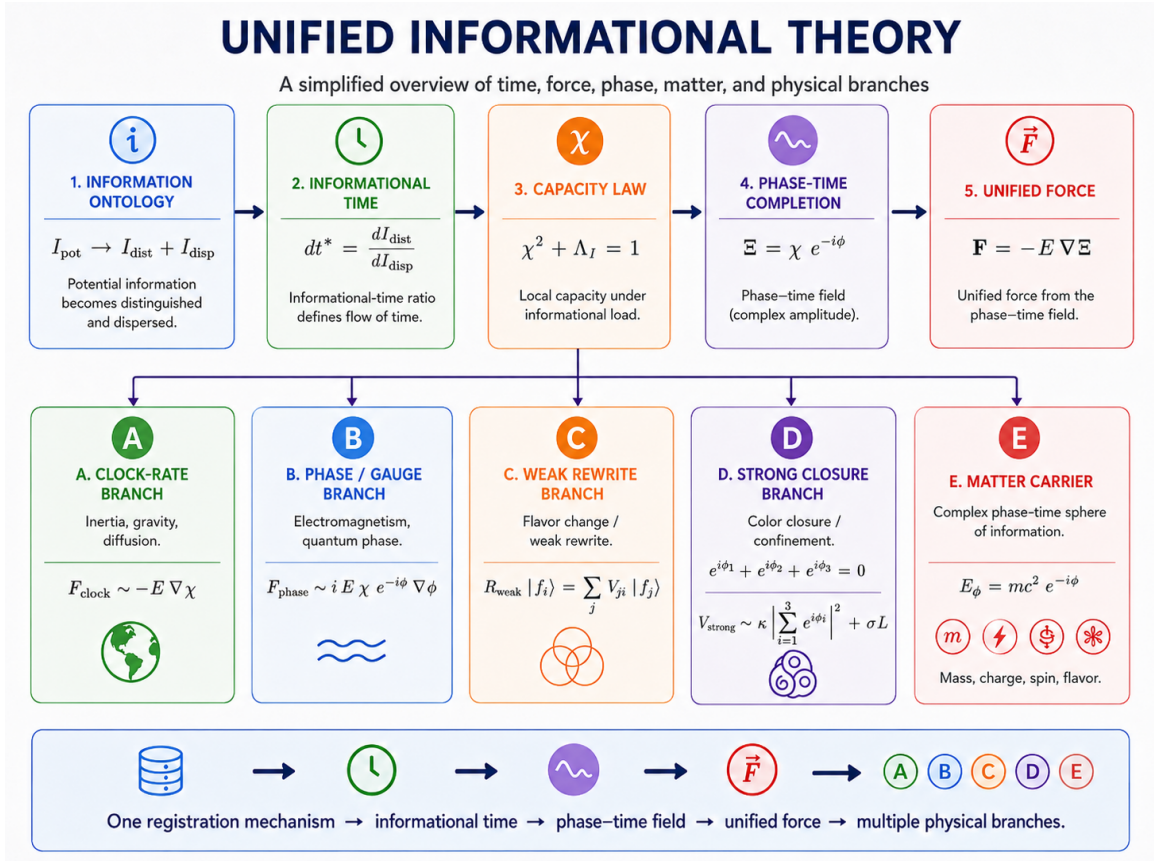 UNIFIED INFORMATIONAL THEORY
A simplified overview of time, force, phase, matter, and physical branches
i
1. INFORMATION
ONTOLOGY
I_pot → I_dist + I_disp
Potential information
becomes distinguished
and dispersed.
2. INFORMATIONAL
TIME
dt* = dI_dist / dI_disp
Informational-time ratio
defines flow of time.
χ
3. CAPACITY LAW
χ² + Λ_I = 1
Local capacity under
informational load.
4. PHASE-TIME
COMPLETION
Ξ = χ e^{-iϕ}
Phase–time field
(complex amplitude).
F⃗
5. UNIFIED FORCE
F = −E ∇Ξ
Unified force from the
phase–time field.
A
A. CLOCK-RATE
BRANCH
Inertia, gravity,
diffusion.
F_clock ∼ −E ∇χ
B
B. PHASE / GAUGE
BRANCH
Electromagnetism,
quantum phase.
F_phase ∼ i E χ e^{-iϕ} ∇ϕ
C
C. WEAK REWRITE
BRANCH
Flavor change /
weak rewrite.
R_weak |f_i⟩ = ∑_j V_ji |f_j⟩
D
D. STRONG CLOSURE
BRANCH
Color closure /
confinement.
e^{iϕ_1} + e^{iϕ_2} + e^{iϕ_3} = 0
V_strong ∼ κ |∑_{i=1}^{3} e^{iϕ_i}|² + σL
E
E. MATTER CARRIER
Complex phase-time sphere
of information.
E_ϕ = mc² e^{-iϕ}
m
Mass, charge, spin, flavor.
F⃗
A B C D E
One registration mechanism → informational time → phase–time field → unified force → multiple physical branches.